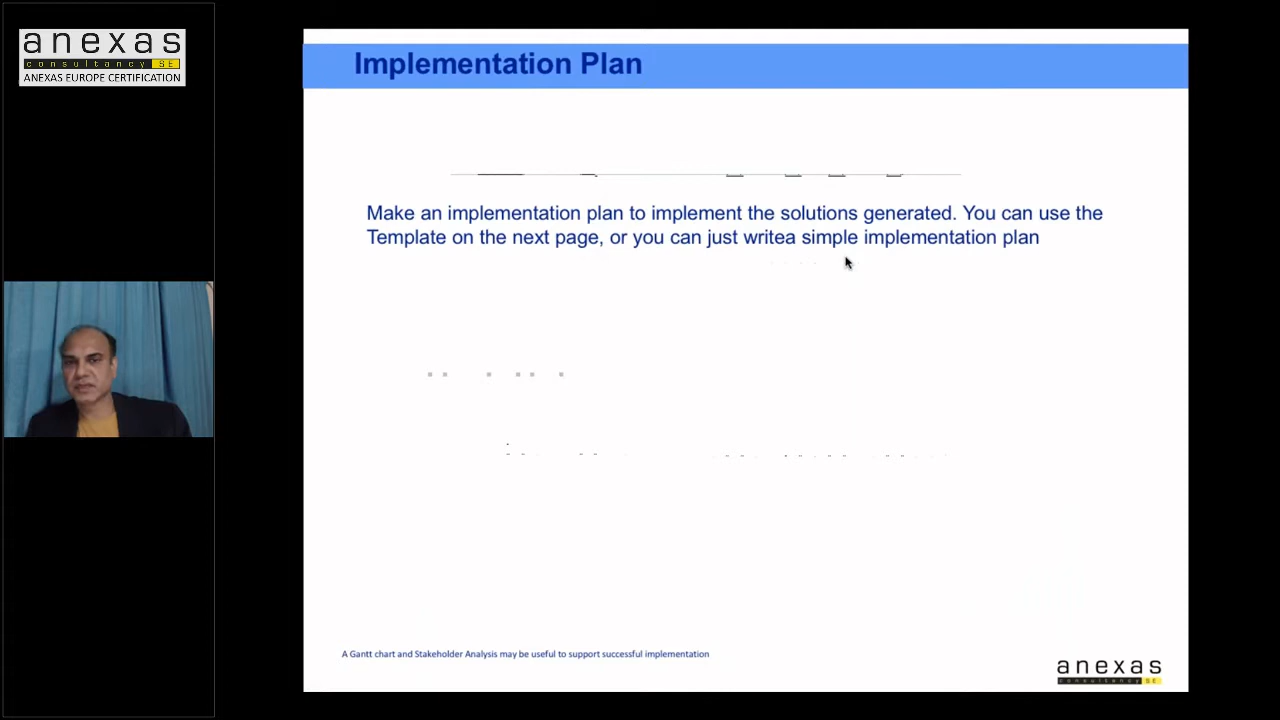 anexas
consultancy SE
ANEXAS EUROPE CERTIFICATION
Implementation Plan
Make an implementation plan to implement the solutions generated. You can use the
Template on the next page, or you can just writea simple implementation plan
A Gantt chart and Stakeholder Analysis may be useful to support successful implementation
anexas
consultancy SE